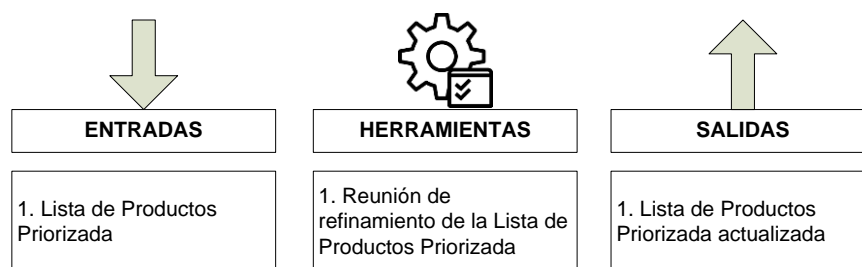 ENTRADAS
HERRAMIENTAS
SALIDAS
1. Lista de Productos
Priorizada
1. Reunión de
refinamiento de la Lista de
Productos Priorizada
1. Lista de Productos
Priorizada actualizada